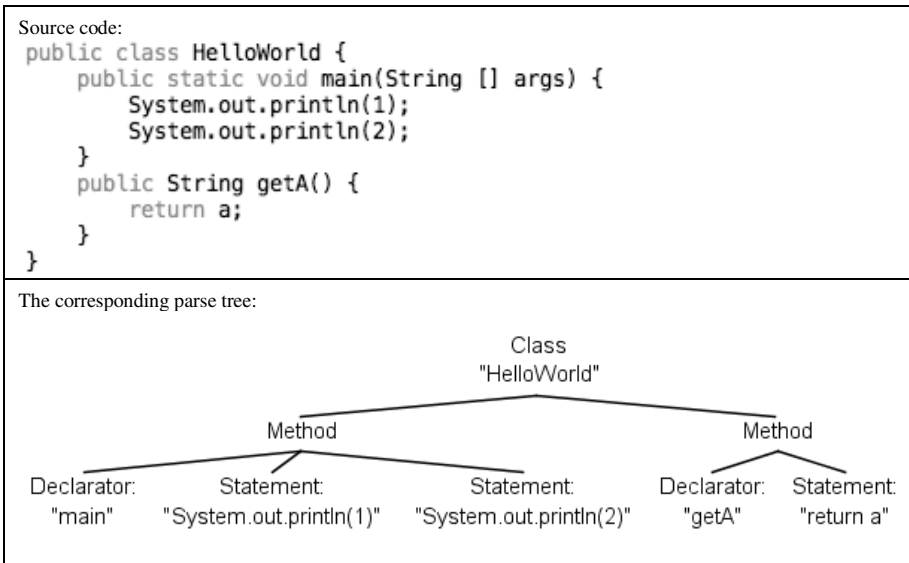 Source code:
public class HelloWorld {
    public static void main(String [] args) {
        System.out.println(1);
        System.out.println(2);
    }
    public String getA() {
        return a;
    }
}
The corresponding parse tree:
Class
"HelloWorld"
Method Method
Declarator: Statement: Statement: Declarator: Statement:
"main" "System.out.println(1)" "System.out.println(2)" "getA" "return a"